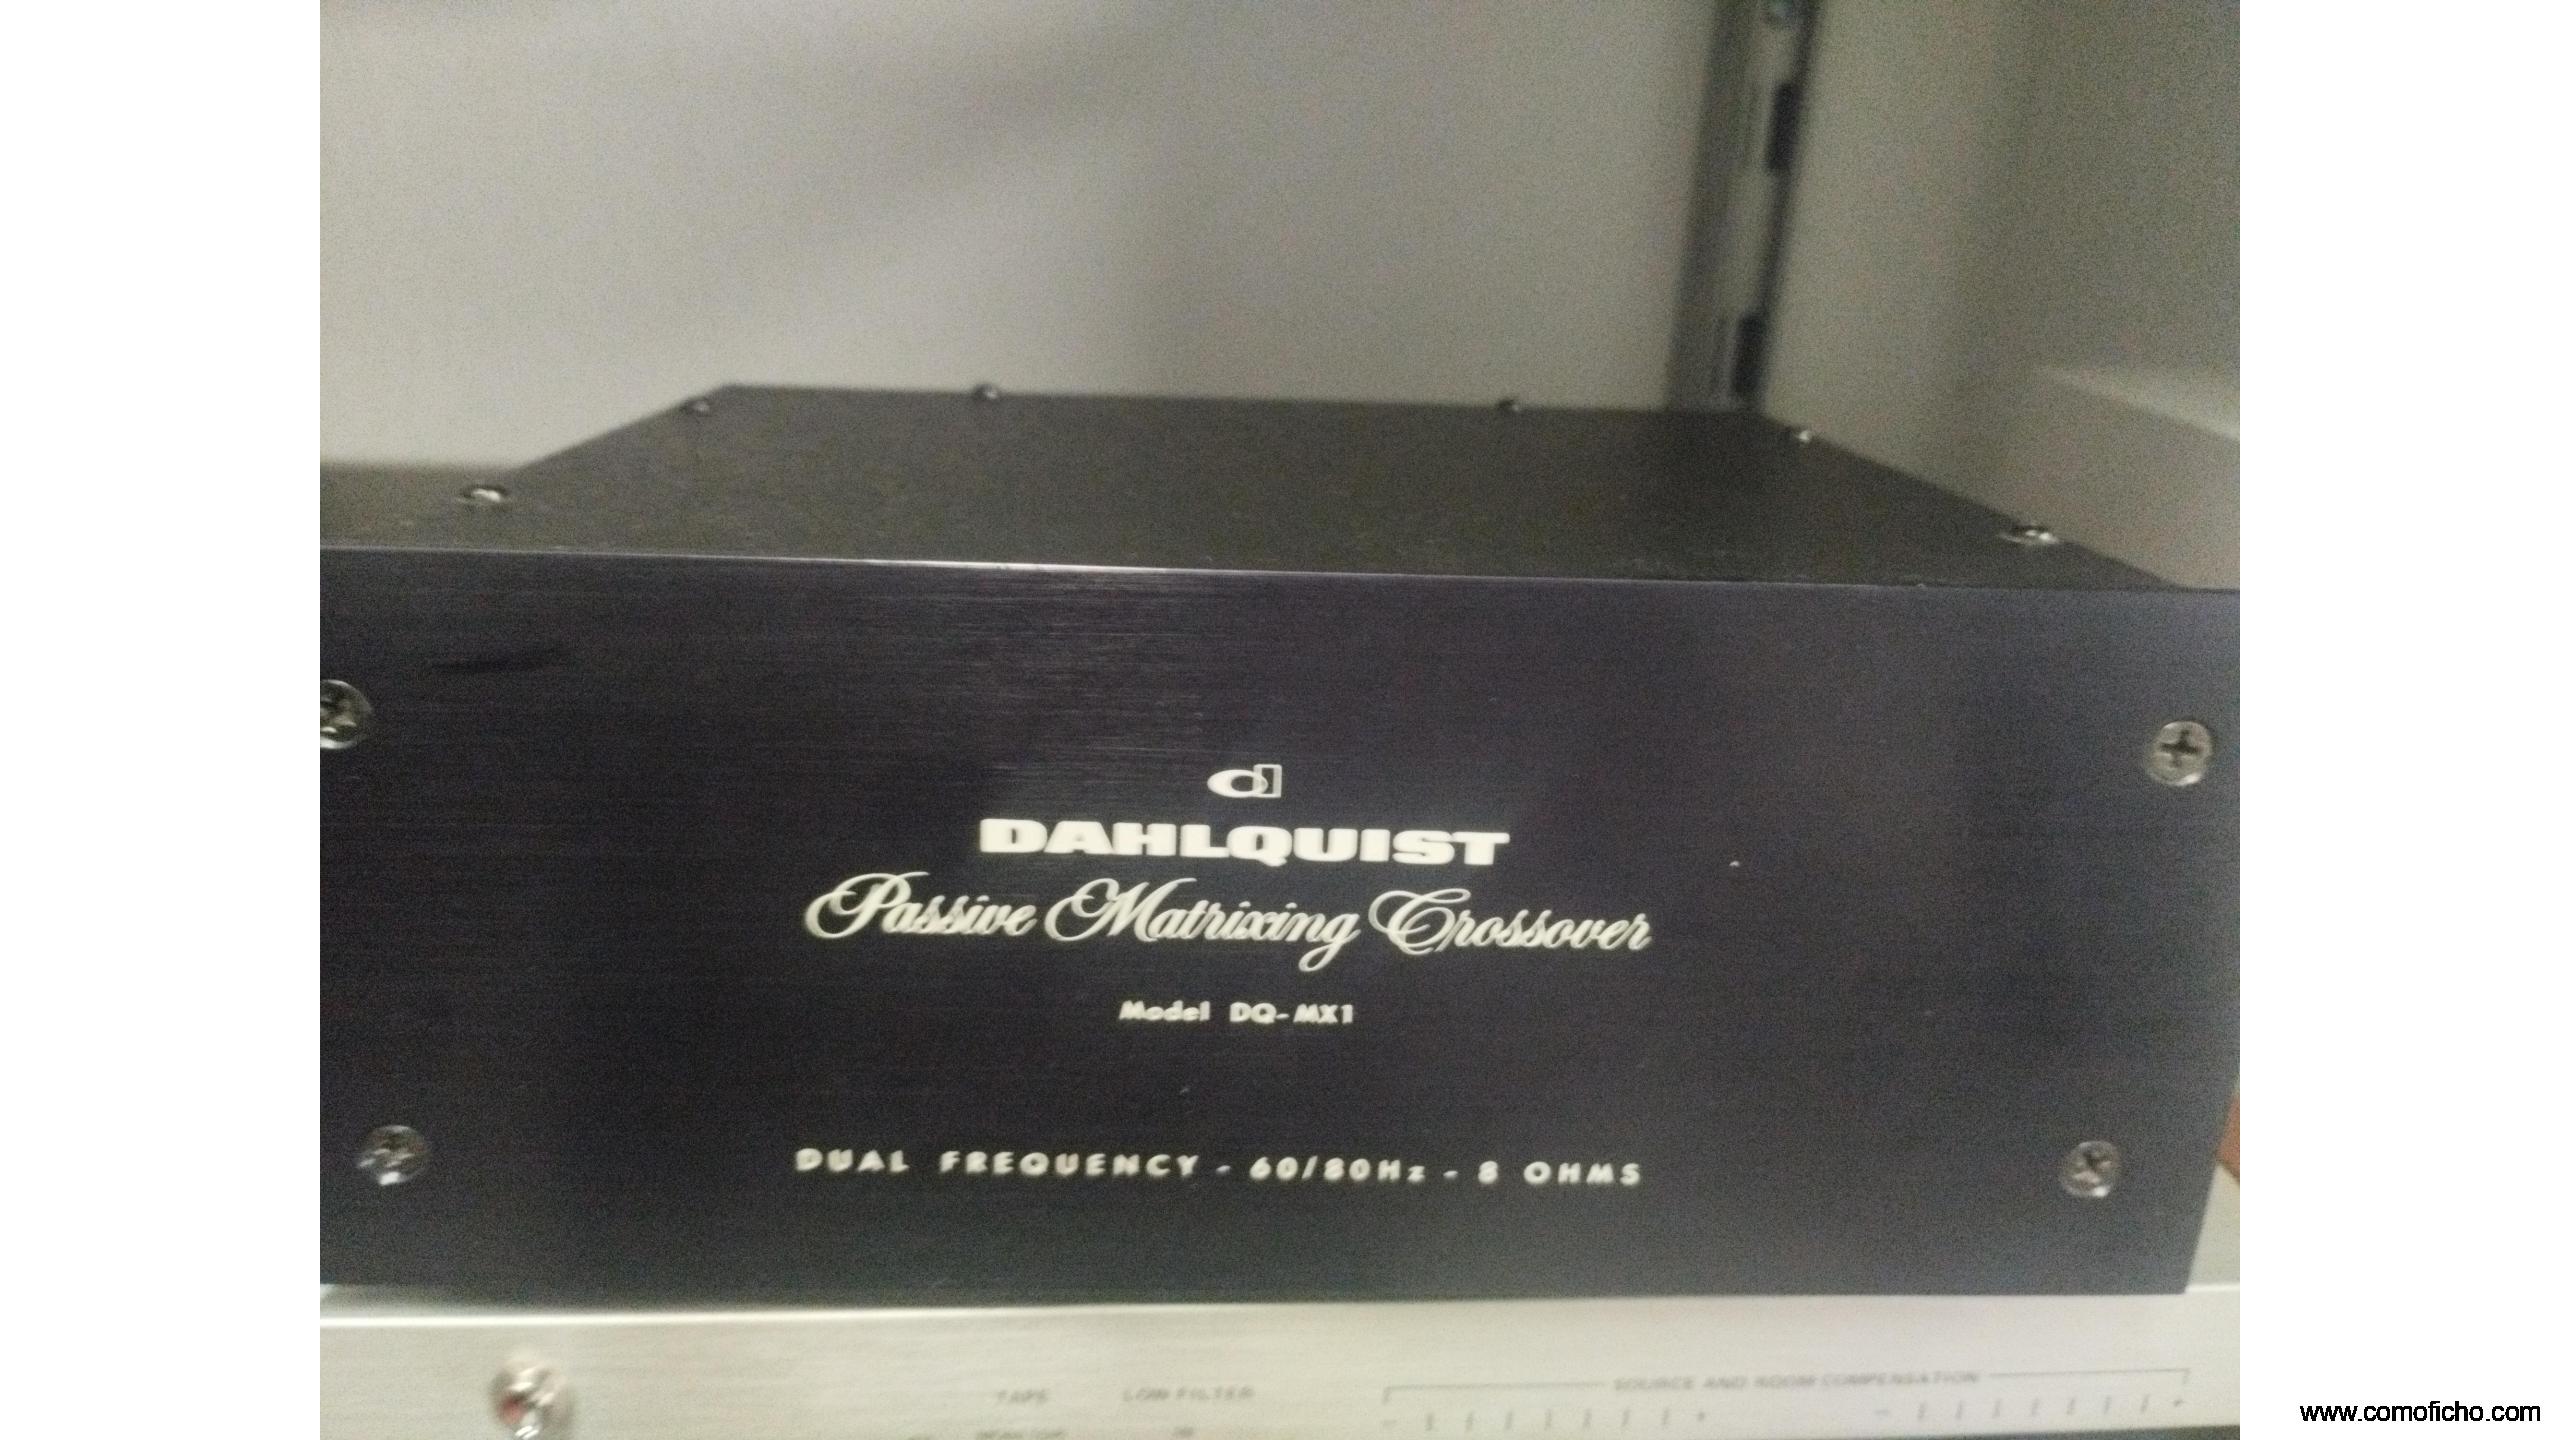 d
DAHLQUIST
Passive Matrixing Crossover
Model DQ-MX1
DUAL FREQUENCY - 60/80Hz - 8 OHMS
TAPE LOW FILTER SOURCE AND ROOM COMPENSATION
www.comoficho.com